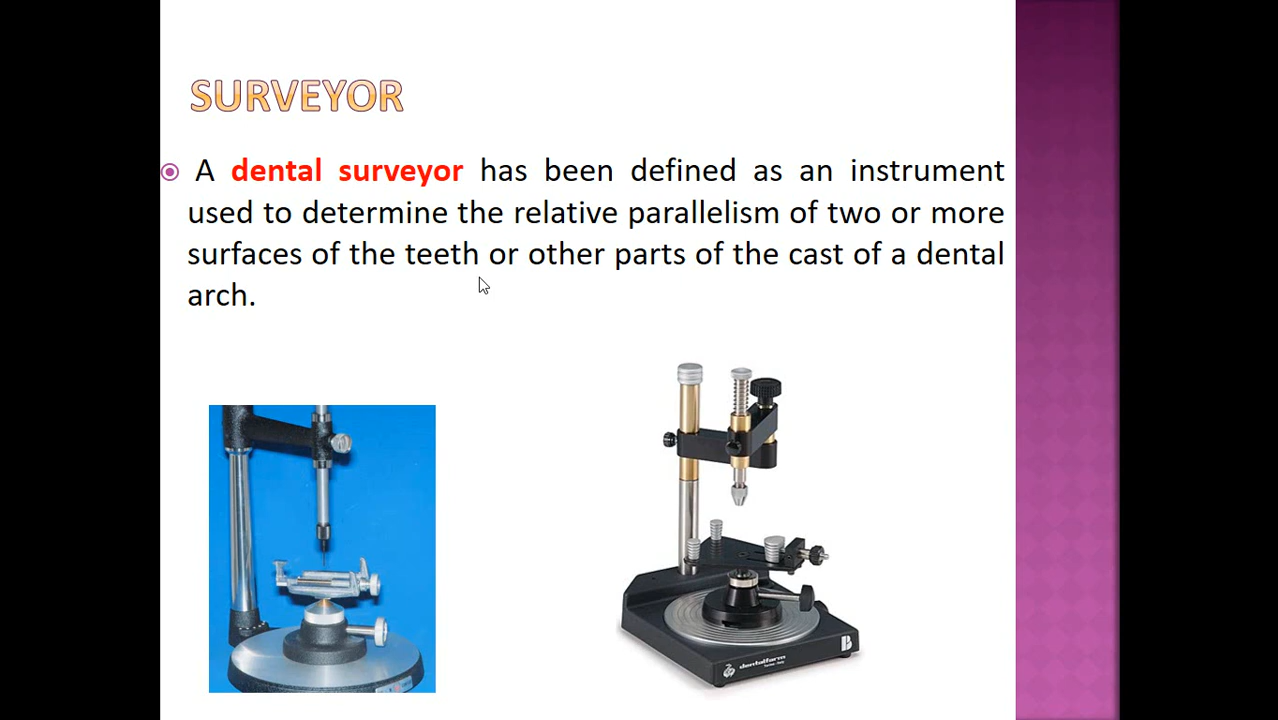 SURVEYOR
A dental surveyor has been defined as an instrument
used to determine the relative parallelism of two or more
surfaces of the teeth or other parts of the cast of a dental
arch.
dentalfarm
B